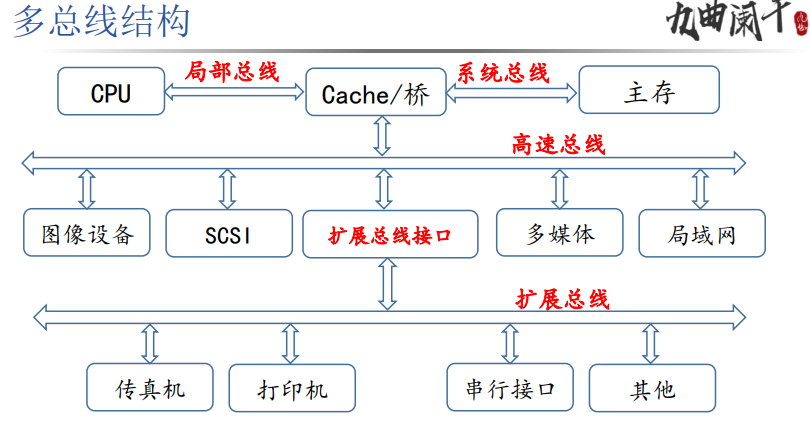 多总线结构
九曲阑干
CPU
局部总线
Cache/桥
系统总线
主存
高速总线
图像设备
SCSI
扩展总线接口
多媒体
局域网
扩展总线
传真机
打印机
串行接口
其他